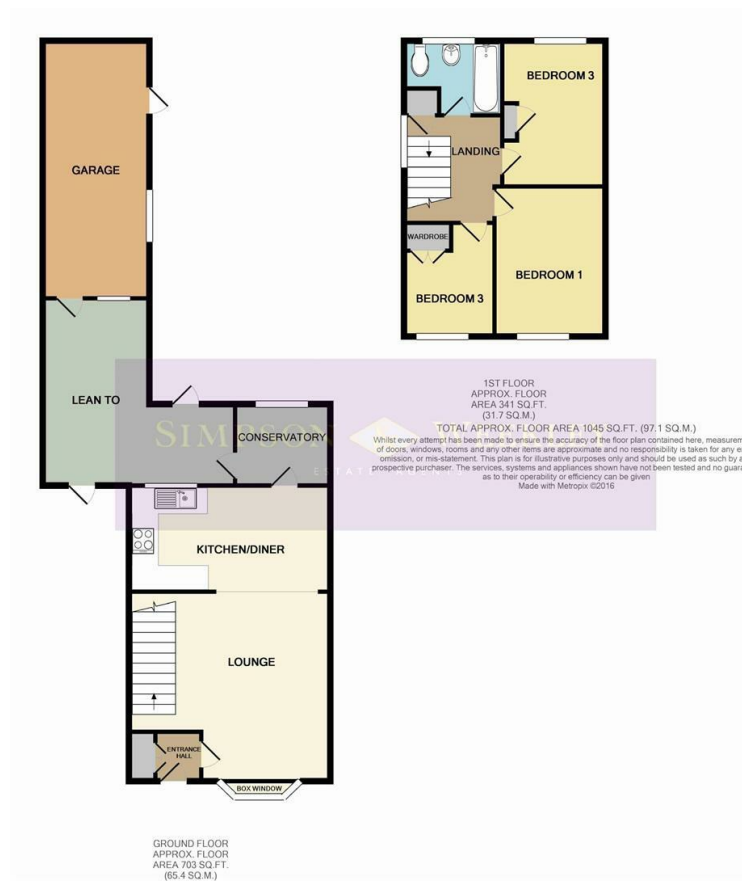 GARAGE
LEAN TO
CONSERVATORY
KITCHEN/DINER
LOUNGE
ENTRANCE
HALL
BOX WINDOW
GROUND FLOOR
APPROX. FLOOR
AREA 703 SQ.FT.
(65.4 SQ.M.)
BEDROOM 3
LANDING
WARDROBE
BEDROOM 3
BEDROOM 1
1ST FLOOR
APPROX. FLOOR
AREA 341 SQ.FT.
(31.7 SQ.M.)
TOTAL APPROX. FLOOR AREA 1045 SQ.FT. (97.1 SQ.M.)
Whilst every attempt has been made to ensure the accuracy of the floor plan contained here, measurem
of doors, windows, rooms and any other items are approximate and no responsibility is taken for any e
omission, or mis-statement. This plan is for illustrative purposes only and should be used as such by a
prospective purchaser. The services, systems and appliances shown have not been tested and no guara
as to their operability or efficiency can be given
Made with Metropix ©2016